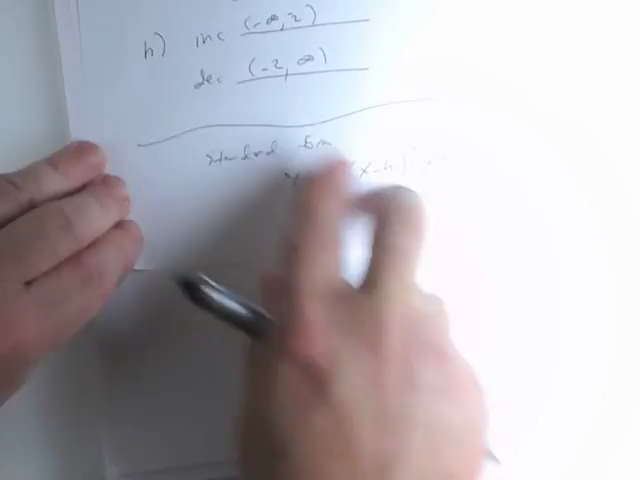 h) inc (-∞, 2)
dec (-2, ∞)
standard form
(x-h)